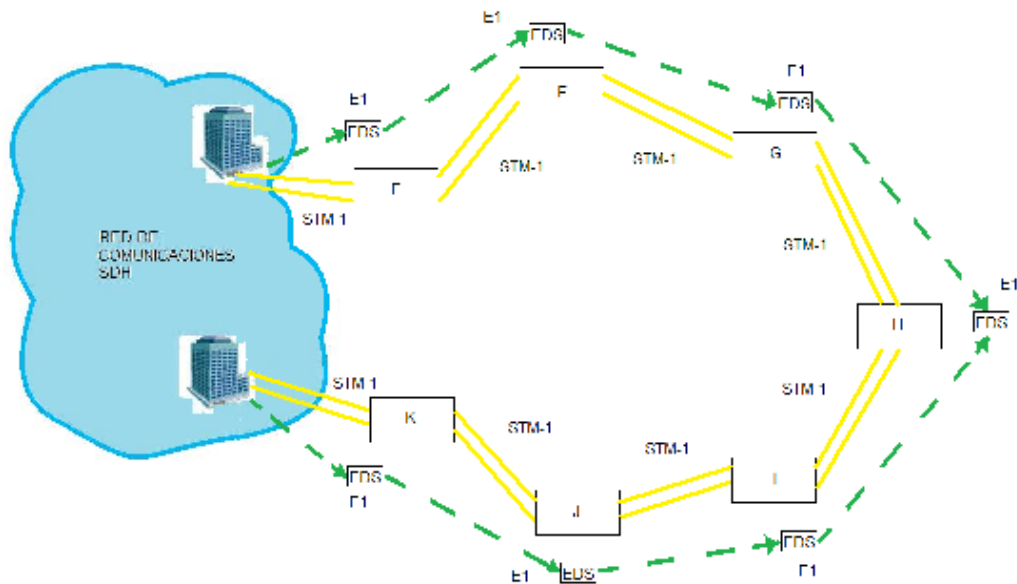 E1
EDS
E1
EDS
F
E1
EDS
G
STM-1
STM-1
E
STM-1
RED DE
COMUNICACIONES
SDH
STM-1
E1
EDS
H
STM-1
STM-1
K
STM-1
STM-1
I
EDS
E1
J
EDS
E1
E1
EDS